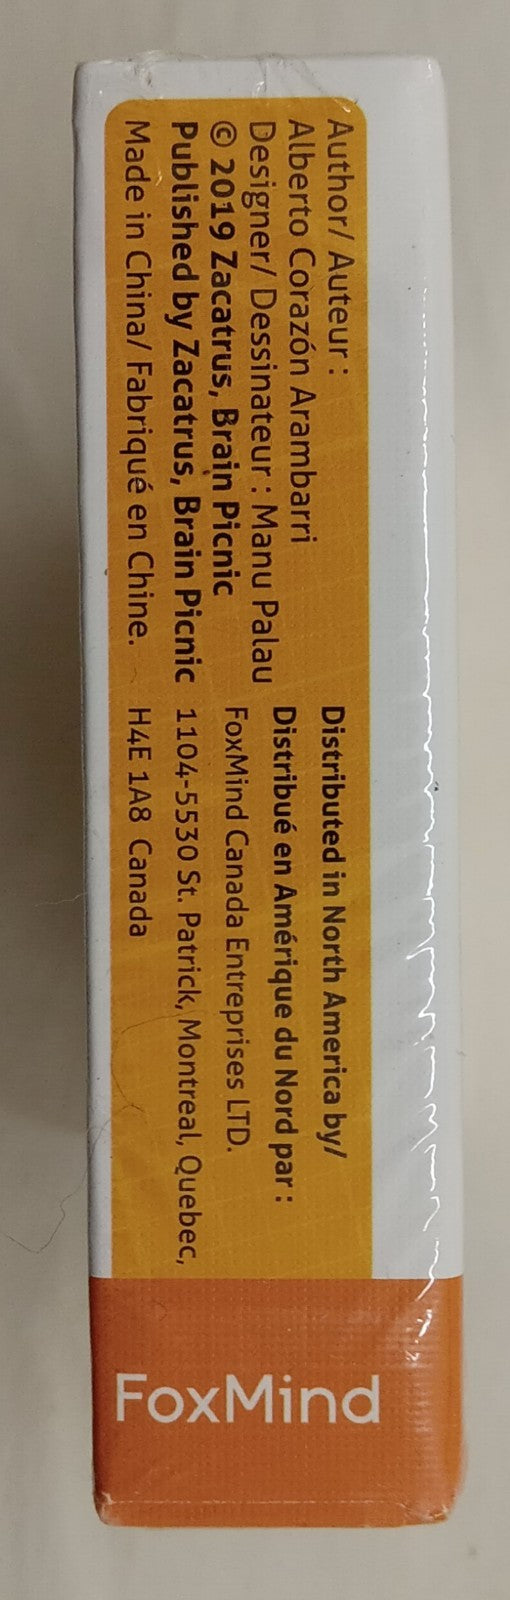 Author/ Auteur :
Alberto Corazón Arambarri
Designer/ Dessinateur : Manu Palau
© 2019 Zacatrus, Brain Picnic
Published by Zacatrus, Brain Picnic
Made in China/ Fabriqué en Chine.
Distributed in North America by/
Distribué en Amérique du Nord par :
FoxMind Canada Entreprises LTD.
1104-5530 St. Patrick, Montreal, Quebec,
H4E 1A8 Canada
FoxMind